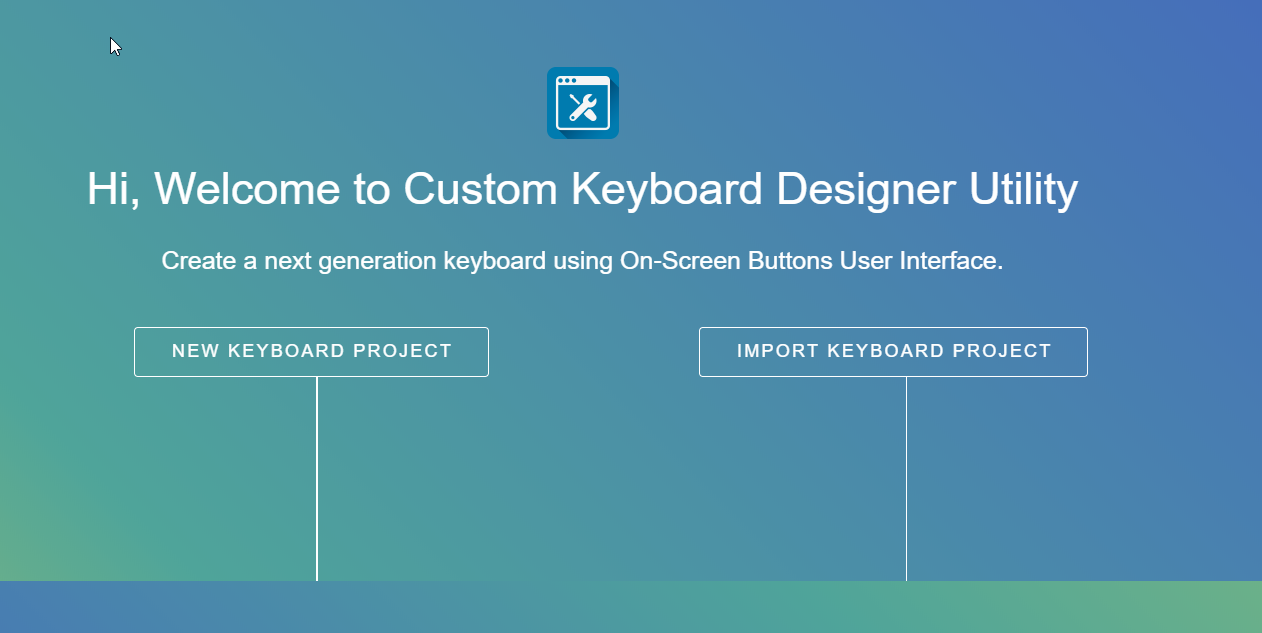 Hi, Welcome to Custom Keyboard Designer Utility
Create a next generation keyboard using On-Screen Buttons User Interface.
NEW KEYBOARD PROJECT
IMPORT KEYBOARD PROJECT